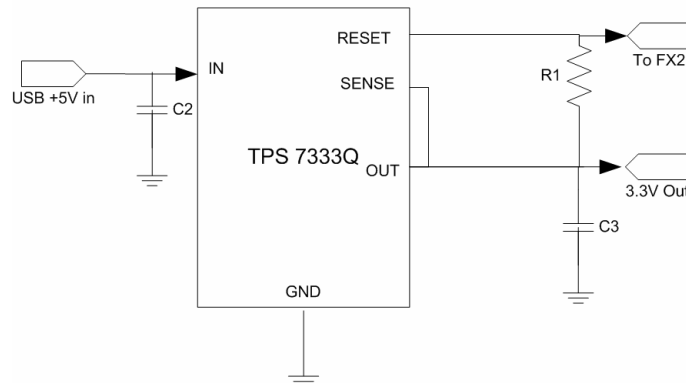 RESET
To FX2
IN
R1
SENSE
USB +5V in
C2
TPS 7333Q
OUT
3.3V Out
C3
GND